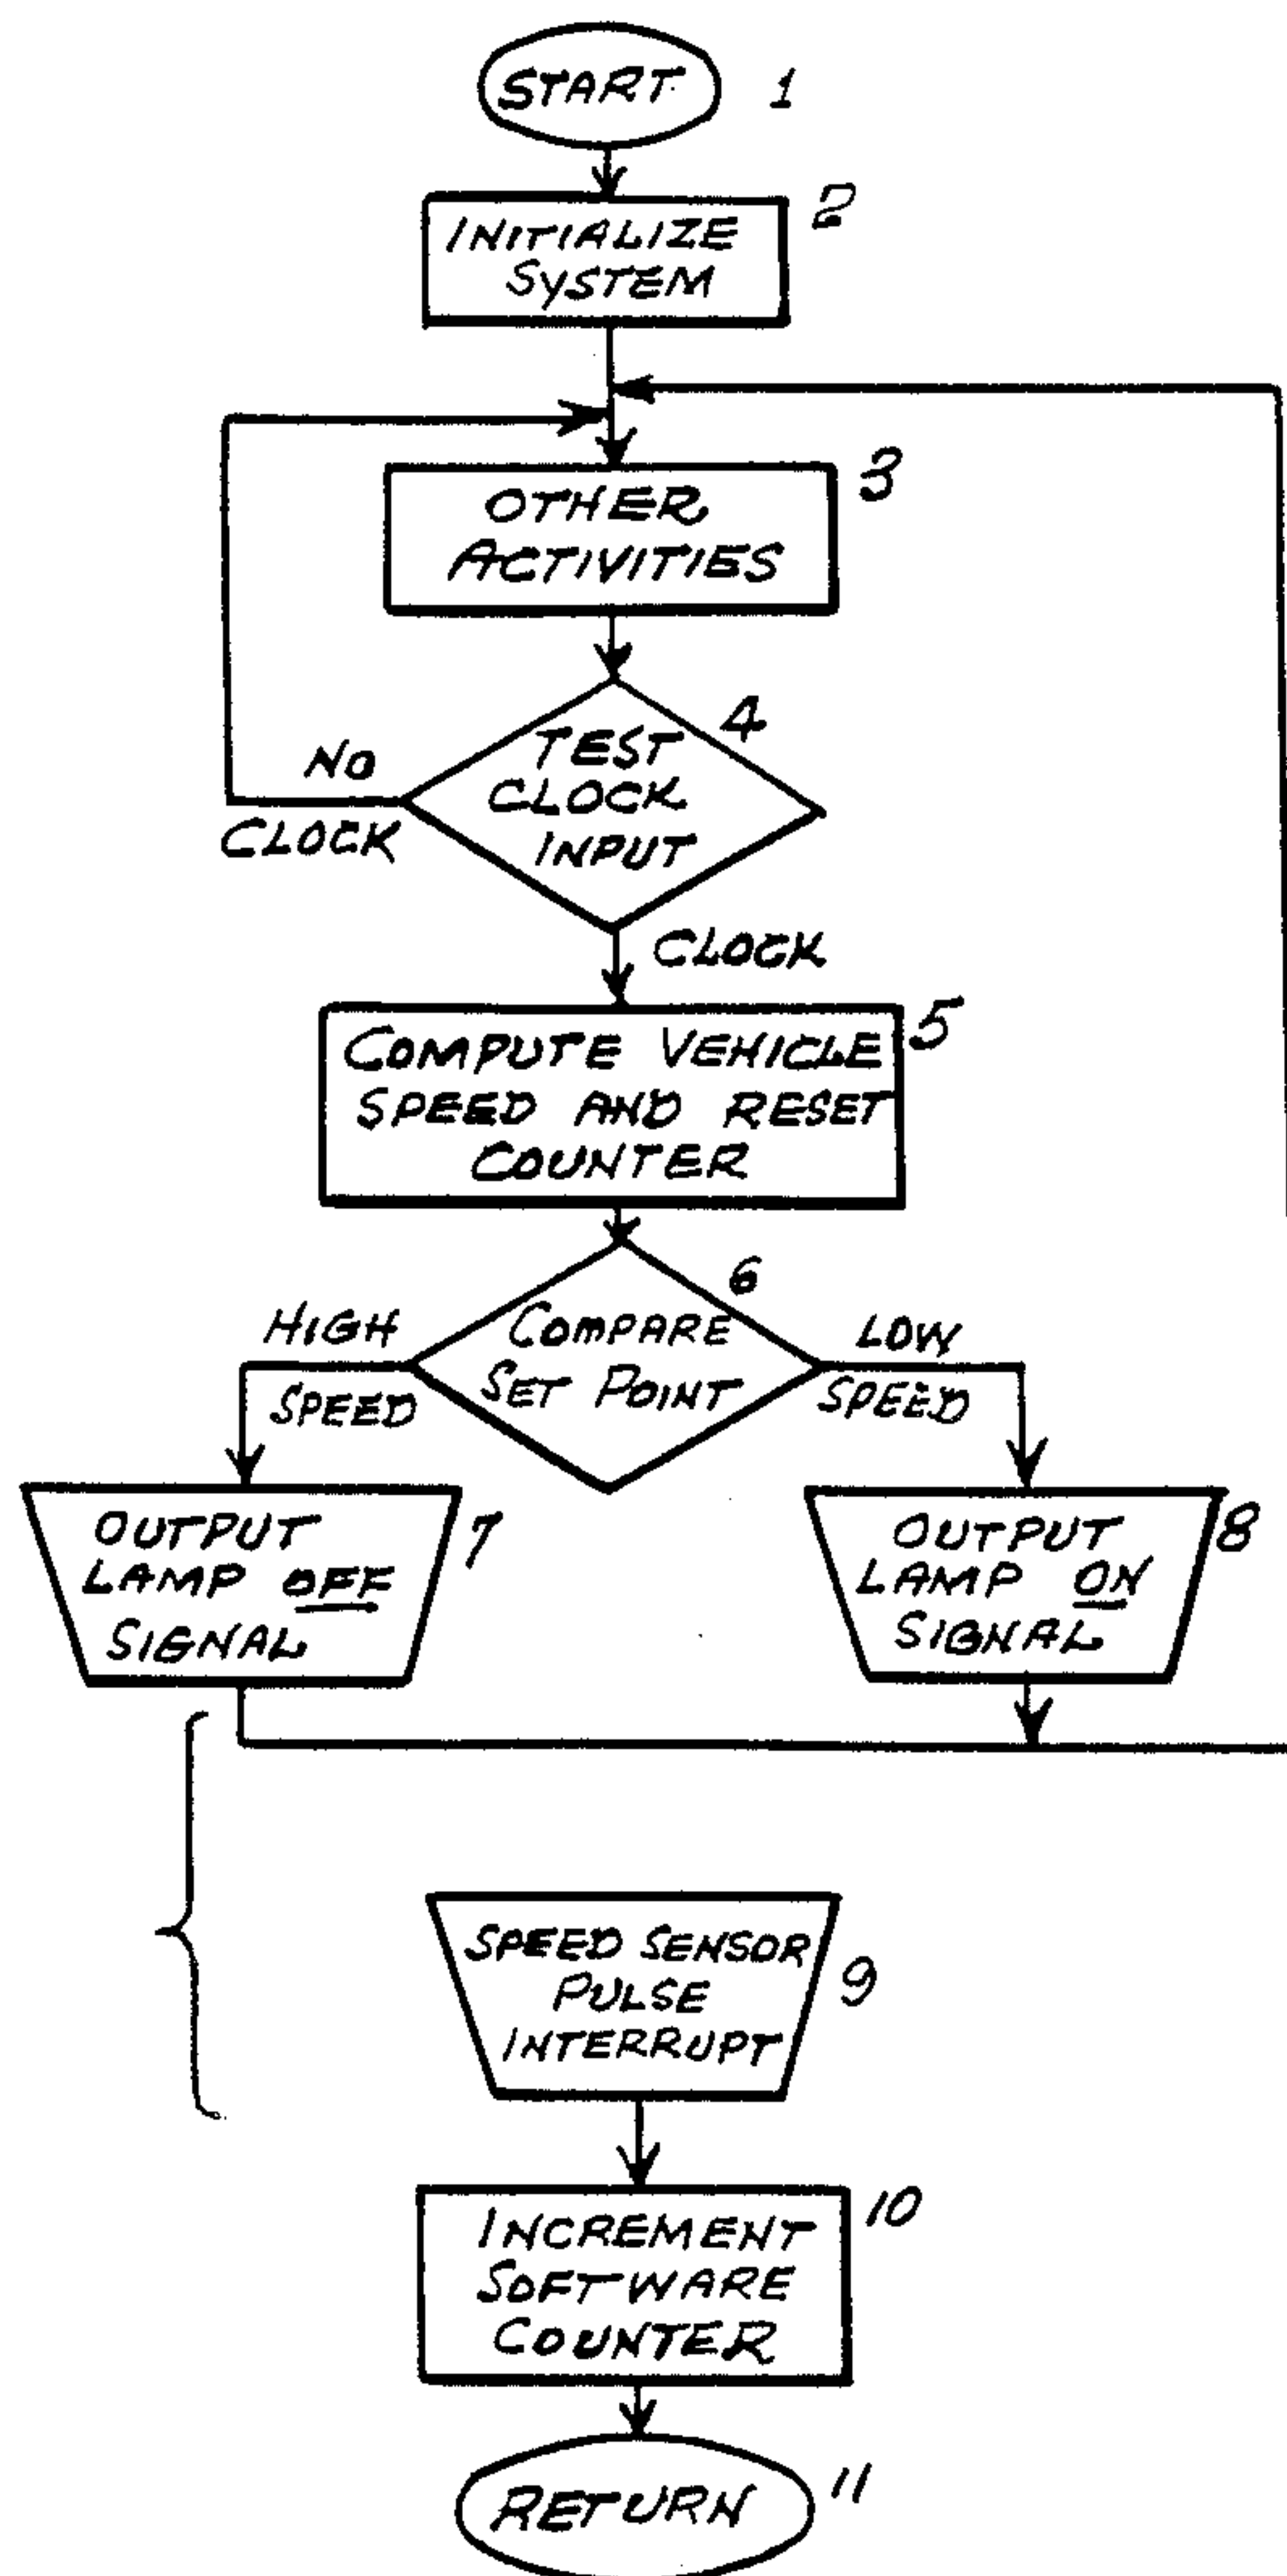 START
1
INITIALIZE
SYSTEM
2
OTHER
ACTIVITIES
3
TEST
CLOCK
INPUT
4
NO
CLOCK
CLOCK
COMPUTE VEHICLE
SPEED AND RESET
COUNTER
5
COMPARE
SET POINT
6
HIGH
SPEED
LOW
SPEED
OUTPUT
LAMP OFF
SIGNAL
7
OUTPUT
LAMP ON
SIGNAL
8
SPEED SENSOR
PULSE
INTERRUPT
9
INCREMENT
SOFTWARE
COUNTER
10
RETURN
11